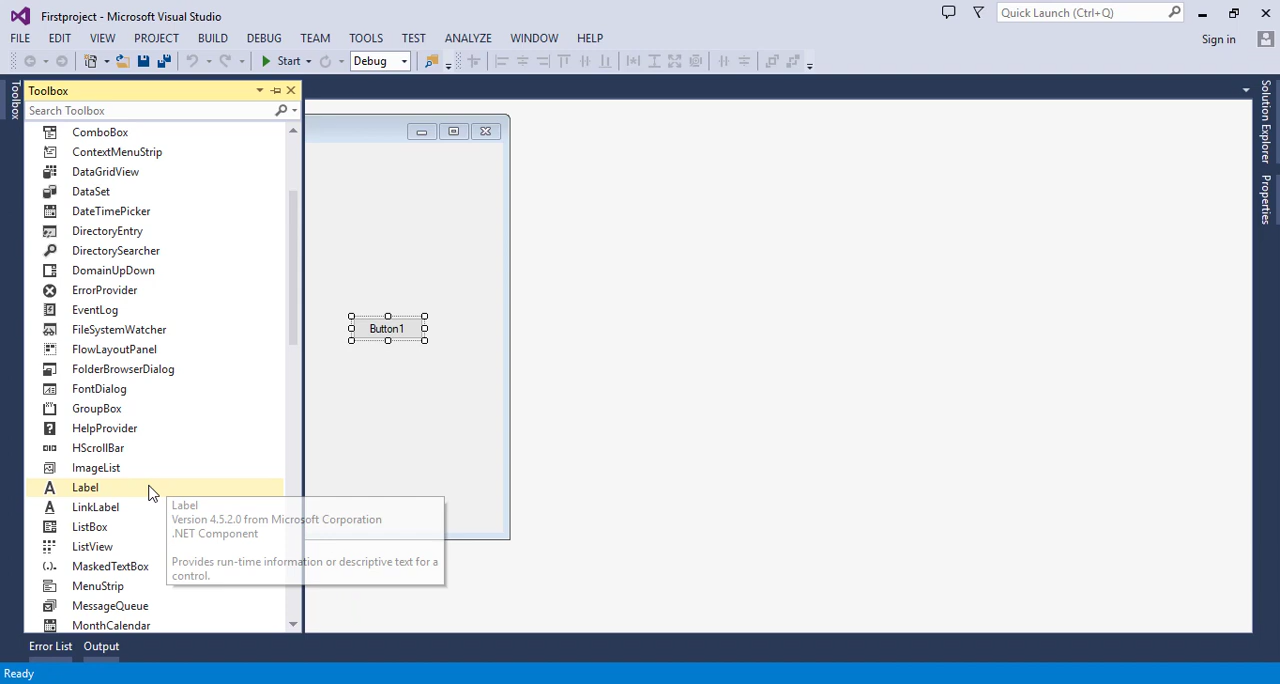 Firstproject - Microsoft Visual Studio
Quick Launch (Ctrl+Q)
FILE EDIT VIEW PROJECT BUILD DEBUG TEAM TOOLS TEST ANALYZE WINDOW HELP
Sign in
Start
Debug
Toolbox
Toolbox
Search Toolbox
ComboBox
ContextMenuStrip
DataGridView
DataSet
DateTimePicker
DirectoryEntry
DirectorySearcher
DomainUpDown
ErrorProvider
EventLog
FileSystemWatcher
FlowLayoutPanel
FolderBrowserDialog
FontDialog
GroupBox
HelpProvider
HScrollBar
ImageList
Label
LinkLabel
ListBox
ListView
MaskedTextBox
MenuStrip
MessageQueue
MonthCalendar
Button1
Label
Version 4.5.2.0 from Microsoft Corporation
.NET Component
Provides run-time information or descriptive text for a
control.
Solution Explorer
Properties
Error List Output
Ready